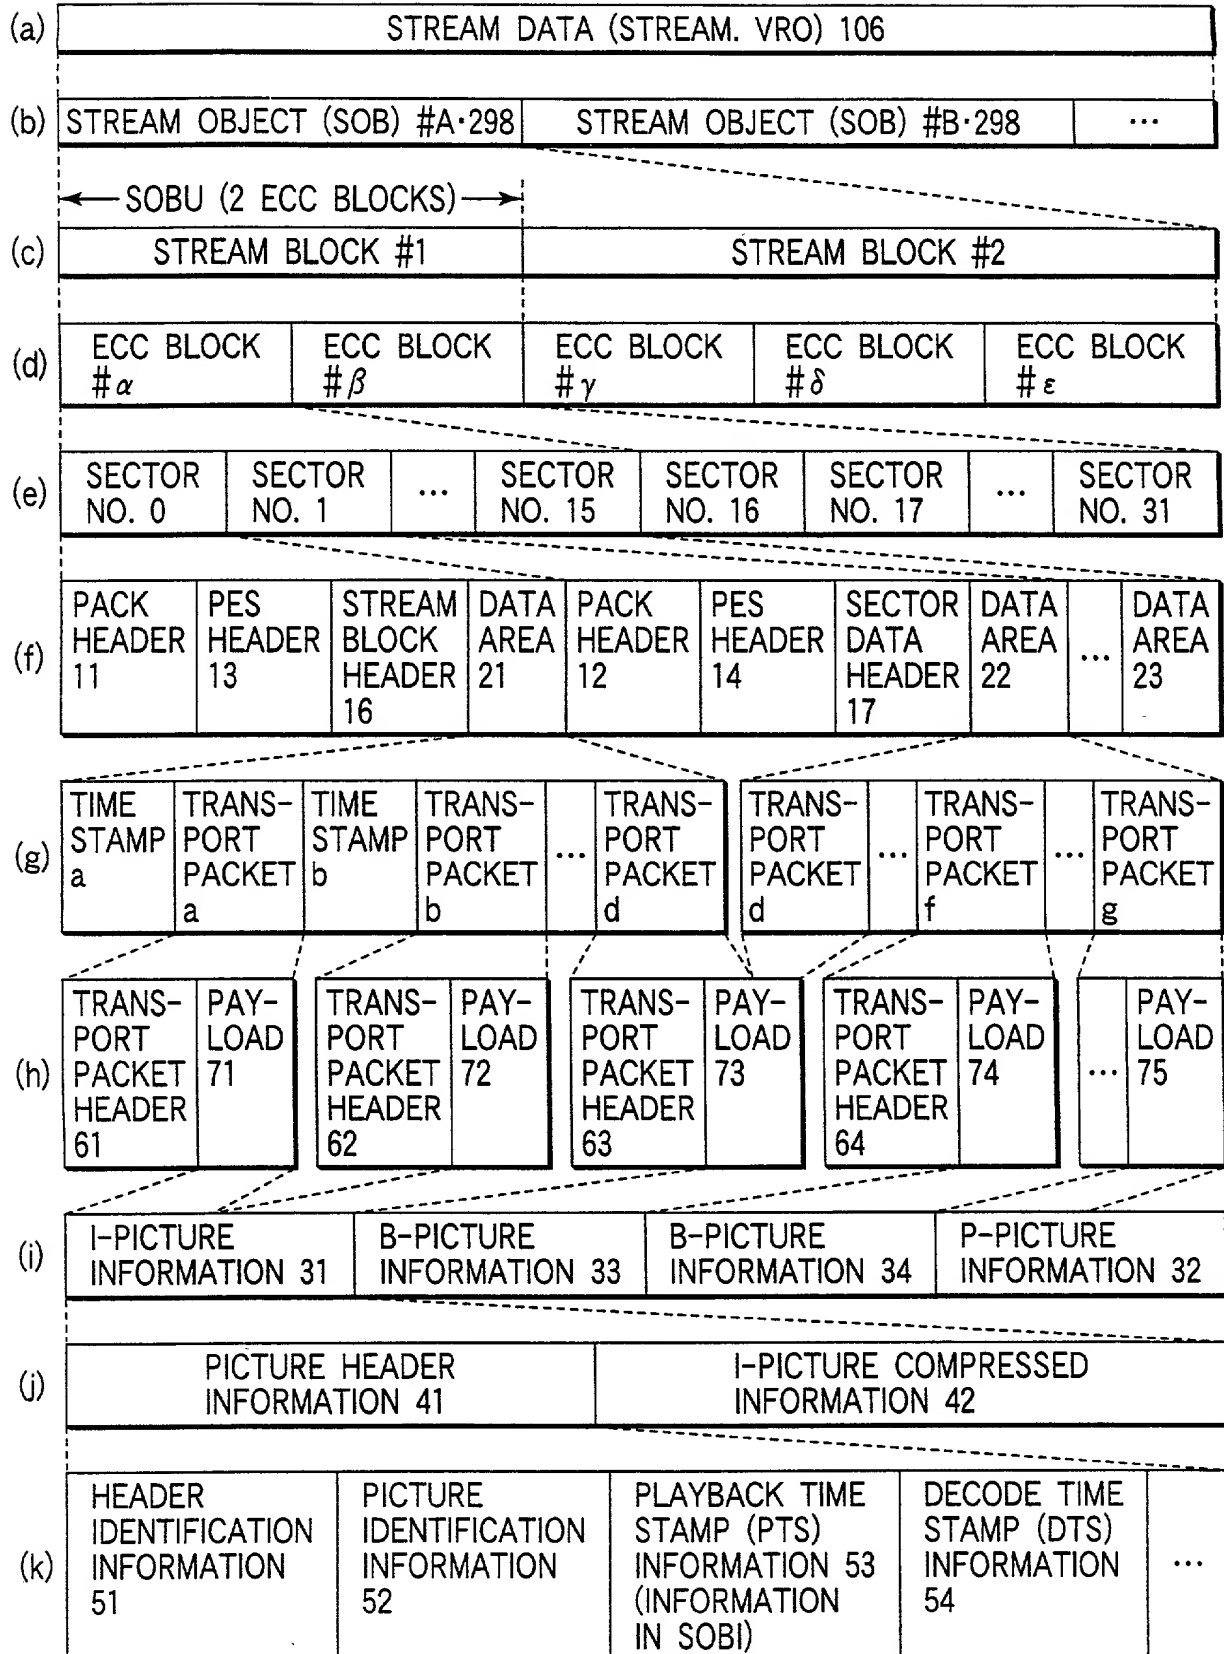 (a) STREAM DATA (STREAM. VRO) 106
(b) STREAM OBJECT (SOB) #A·298 STREAM OBJECT (SOB) #B·298 ...
SOBU (2 ECC BLOCKS)
(c) STREAM BLOCK #1 STREAM BLOCK #2
(d)
ECC BLOCK
#α
ECC BLOCK
#β
ECC BLOCK
#γ
ECC BLOCK
#δ
ECC BLOCK
#ε
(e)
SECTOR
NO. 0
SECTOR
NO. 1
...
SECTOR
NO. 15
SECTOR
NO. 16
SECTOR
NO. 17
...
SECTOR
NO. 31
(f)
PACK
HEADER
11
PES
HEADER
13
STREAM
BLOCK
HEADER
16
DATA
AREA
21
PACK
HEADER
12
PES
HEADER
14
SECTOR
DATA
HEADER
17
DATA
AREA
22
...
DATA
AREA
23
(g)
TIME
STAMP
a
TRANS-
PORT
PACKET
a
TIME
STAMP
b
TRANS-
PORT
PACKET
b
...
TRANS-
PORT
PACKET
d
TRANS-
PORT
PACKET
d
...
TRANS-
PORT
PACKET
f
...
TRANS-
PORT
PACKET
g
(h)
TRANS-
PORT
PACKET
HEADER
61
PAY-
LOAD
71
TRANS-
PORT
PACKET
HEADER
62
PAY-
LOAD
72
TRANS-
PORT
PACKET
HEADER
63
PAY-
LOAD
73
TRANS-
PORT
PACKET
HEADER
64
PAY-
LOAD
74
...
PAY-
LOAD
75
(i)
I-PICTURE
INFORMATION 31
B-PICTURE
INFORMATION 33
B-PICTURE
INFORMATION 34
P-PICTURE
INFORMATION 32
(j)
PICTURE HEADER
INFORMATION 41
I-PICTURE COMPRESSED
INFORMATION 42
(k)
HEADER
IDENTIFICATION
INFORMATION
51
PICTURE
IDENTIFICATION
INFORMATION
52
PLAYBACK TIME
STAMP (PTS)
INFORMATION 53
(INFORMATION
IN SOBI)
DECODE TIME
STAMP (DTS)
INFORMATION
54
...